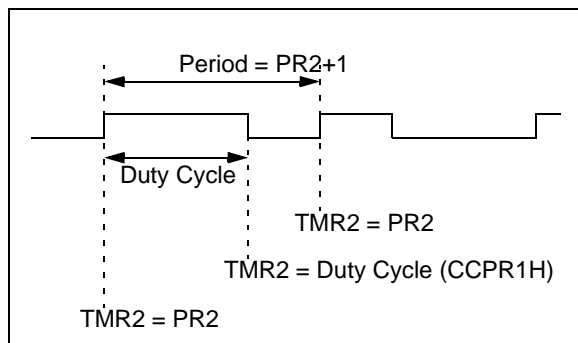 Period = PR2+1
Duty Cycle
TMR2 = PR2
TMR2 = Duty Cycle (CCPR1H)
TMR2 = PR2